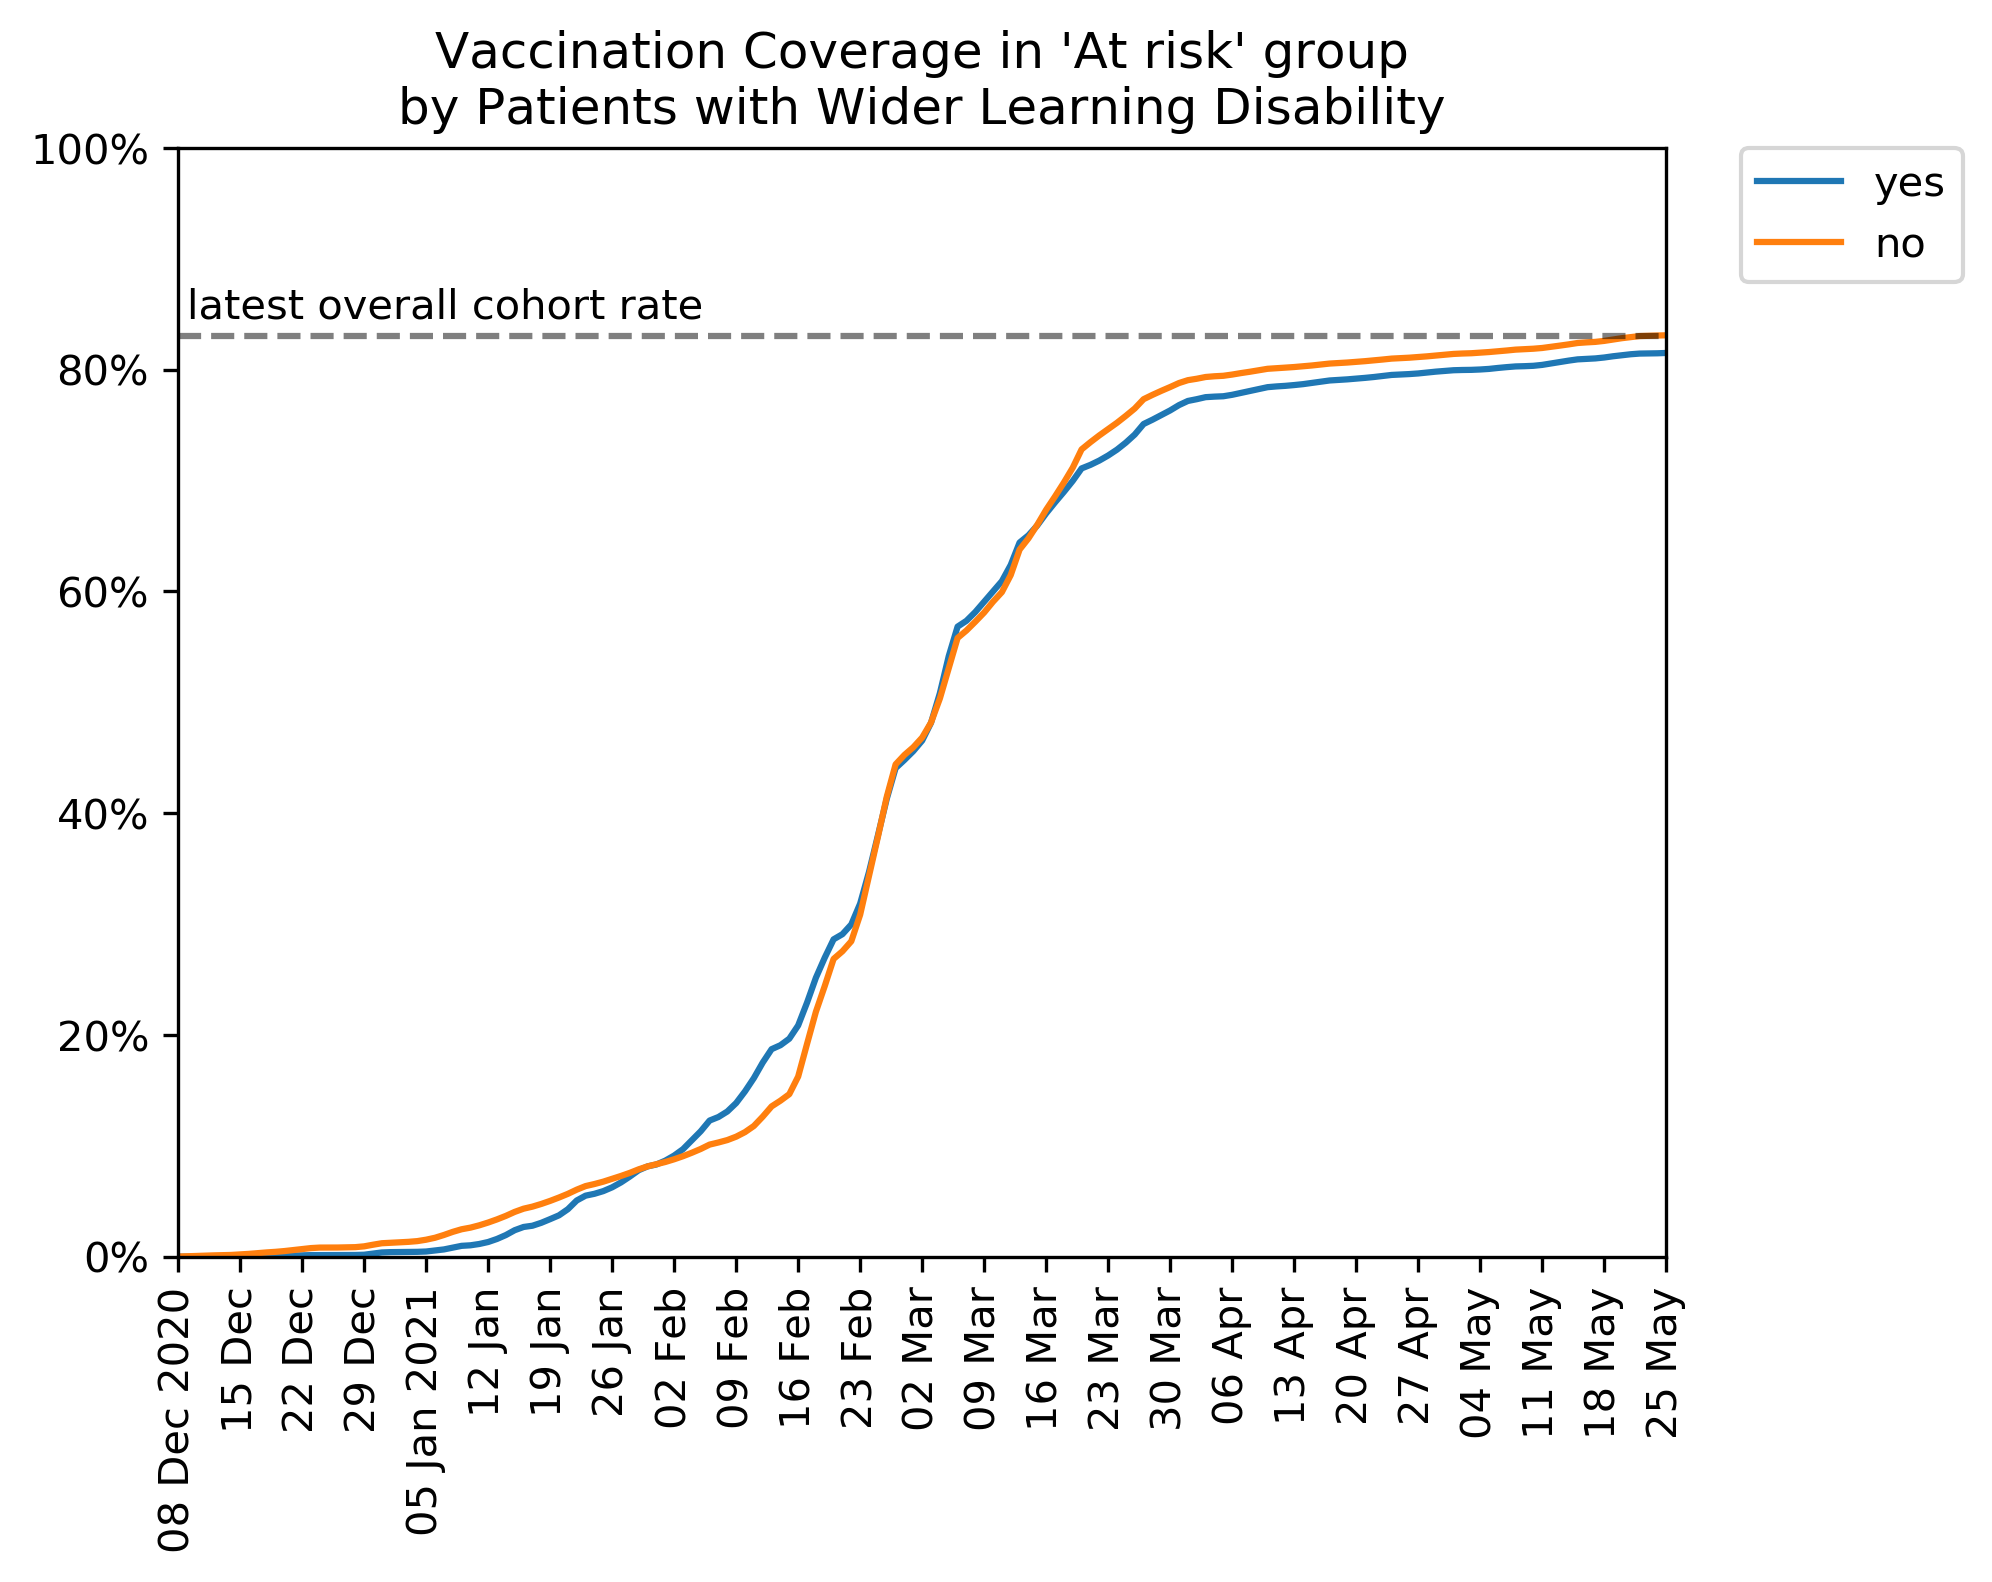 Vaccination Coverage in 'At risk' group
by Patients with Wider Learning Disability
100%
80%
60%
40%
20%
0%
latest overall cohort rate
yes
no
08 Dec 2020
15 Dec
22 Dec
29 Dec
05 Jan 2021
12 Jan
19 Jan
26 Jan
02 Feb
09 Feb
16 Feb
23 Feb
02 Mar
09 Mar
16 Mar
23 Mar
30 Mar
06 Apr
13 Apr
20 Apr
27 Apr
04 May
11 May
18 May
25 May